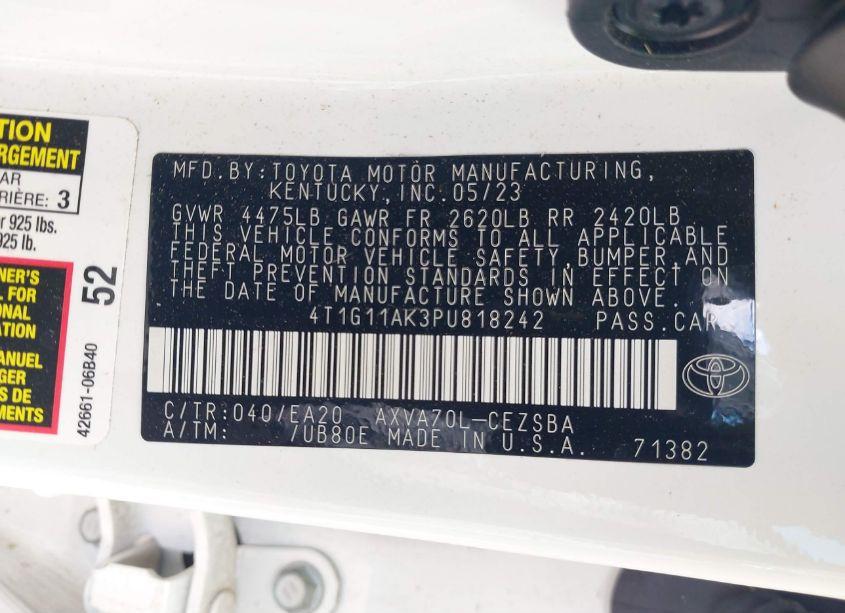 TION
RGEMENT
AR
RIÈRE: 3
r 925 lbs.
925 lb.
NER'S
L FOR
ONAL
ATION
MANUEL
GER
S DE
MENTS
52
42661-06B40
MFD.BY:TOYOTA MOTOR MANUFACTURING,
KENTUCKY,INC.05/23
GVWR 4475LB GAWR FR 2620LB RR 2420LB
THIS VEHICLE CONFORMS TO ALL APPLICABLE
FEDERAL MOTOR VEHICLE SAFETY,BUMPER,AND
THEFT PREVENTION STANDARDS IN EFFECT ON
THE DATE OF MANUFACTURE SHOWN ABOVE.
4T1G11AK3PU818242 PASS.CAR
C/TR:040/EA20 AXVA70L-CEZSBA
A/TM: /UB80E MADE IN U.S.A. 71382